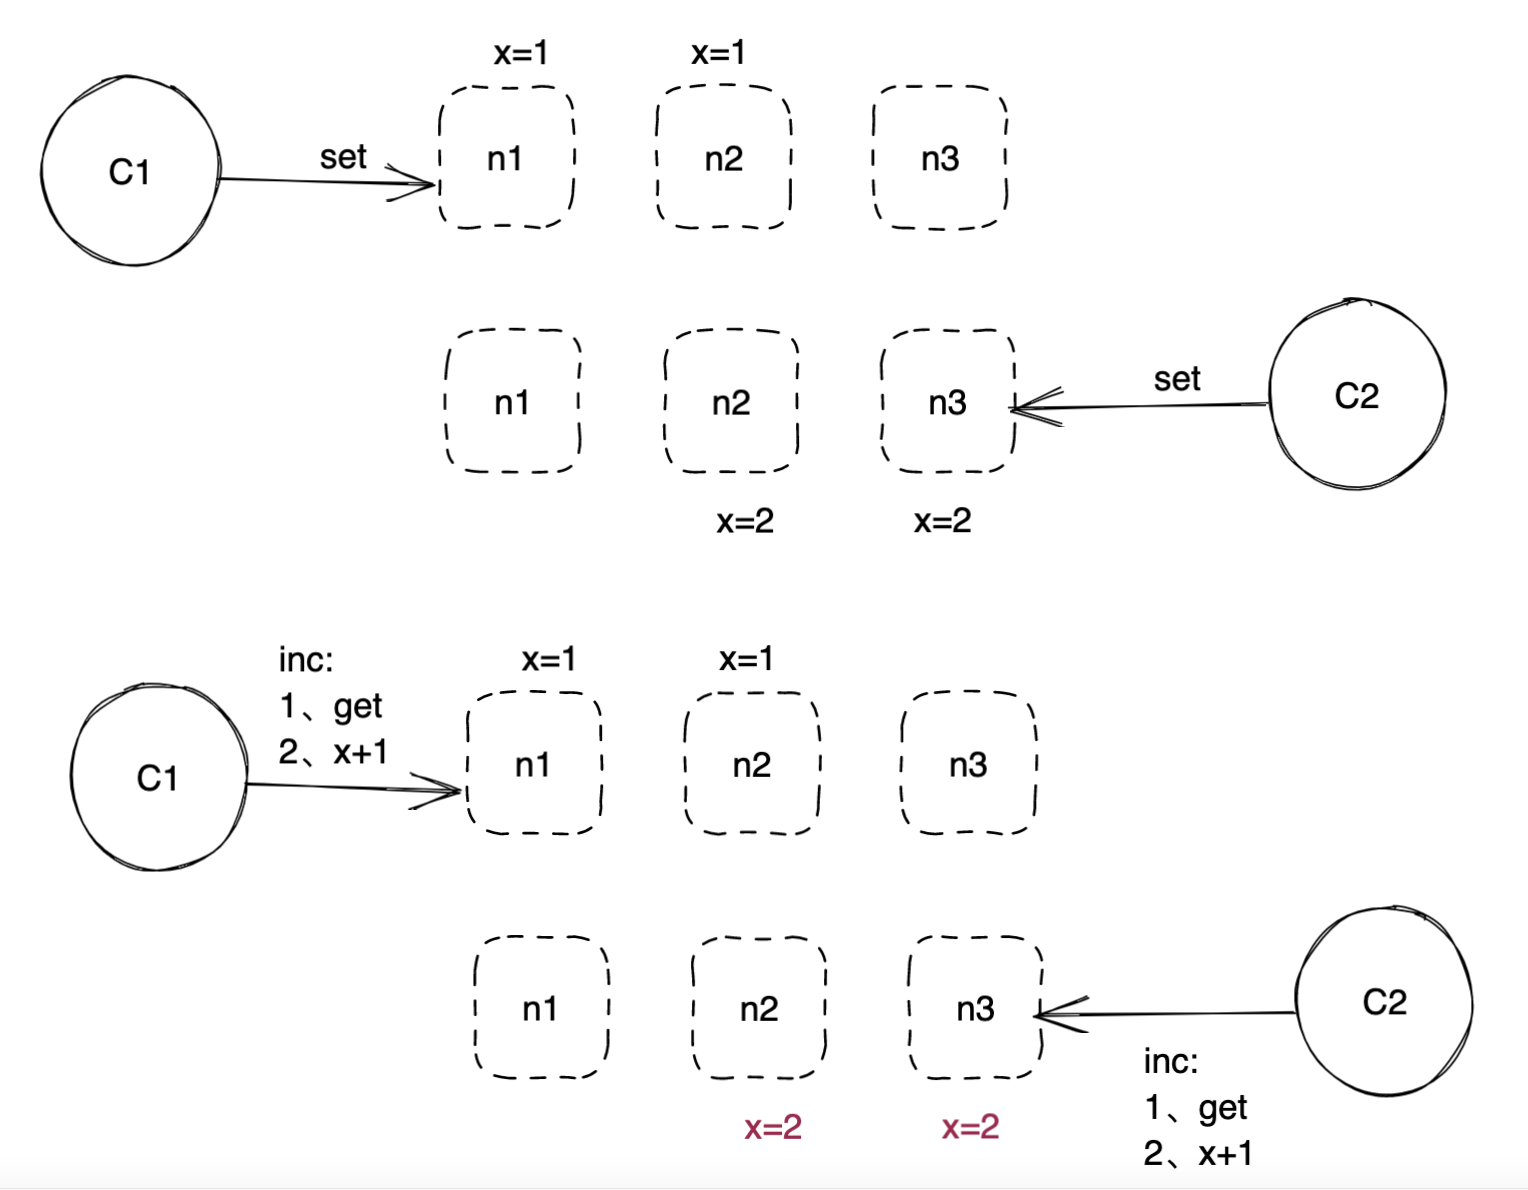 x=1 x=1
C1 set n1 n2 n3
n1 n2 n3 set C2
x=2 x=2
inc:
1、get
2、x+1
x=1 x=1
C1 n1 n2 n3
n1 n2 n3 C2
x=2 x=2
inc:
1、get
2、x+1